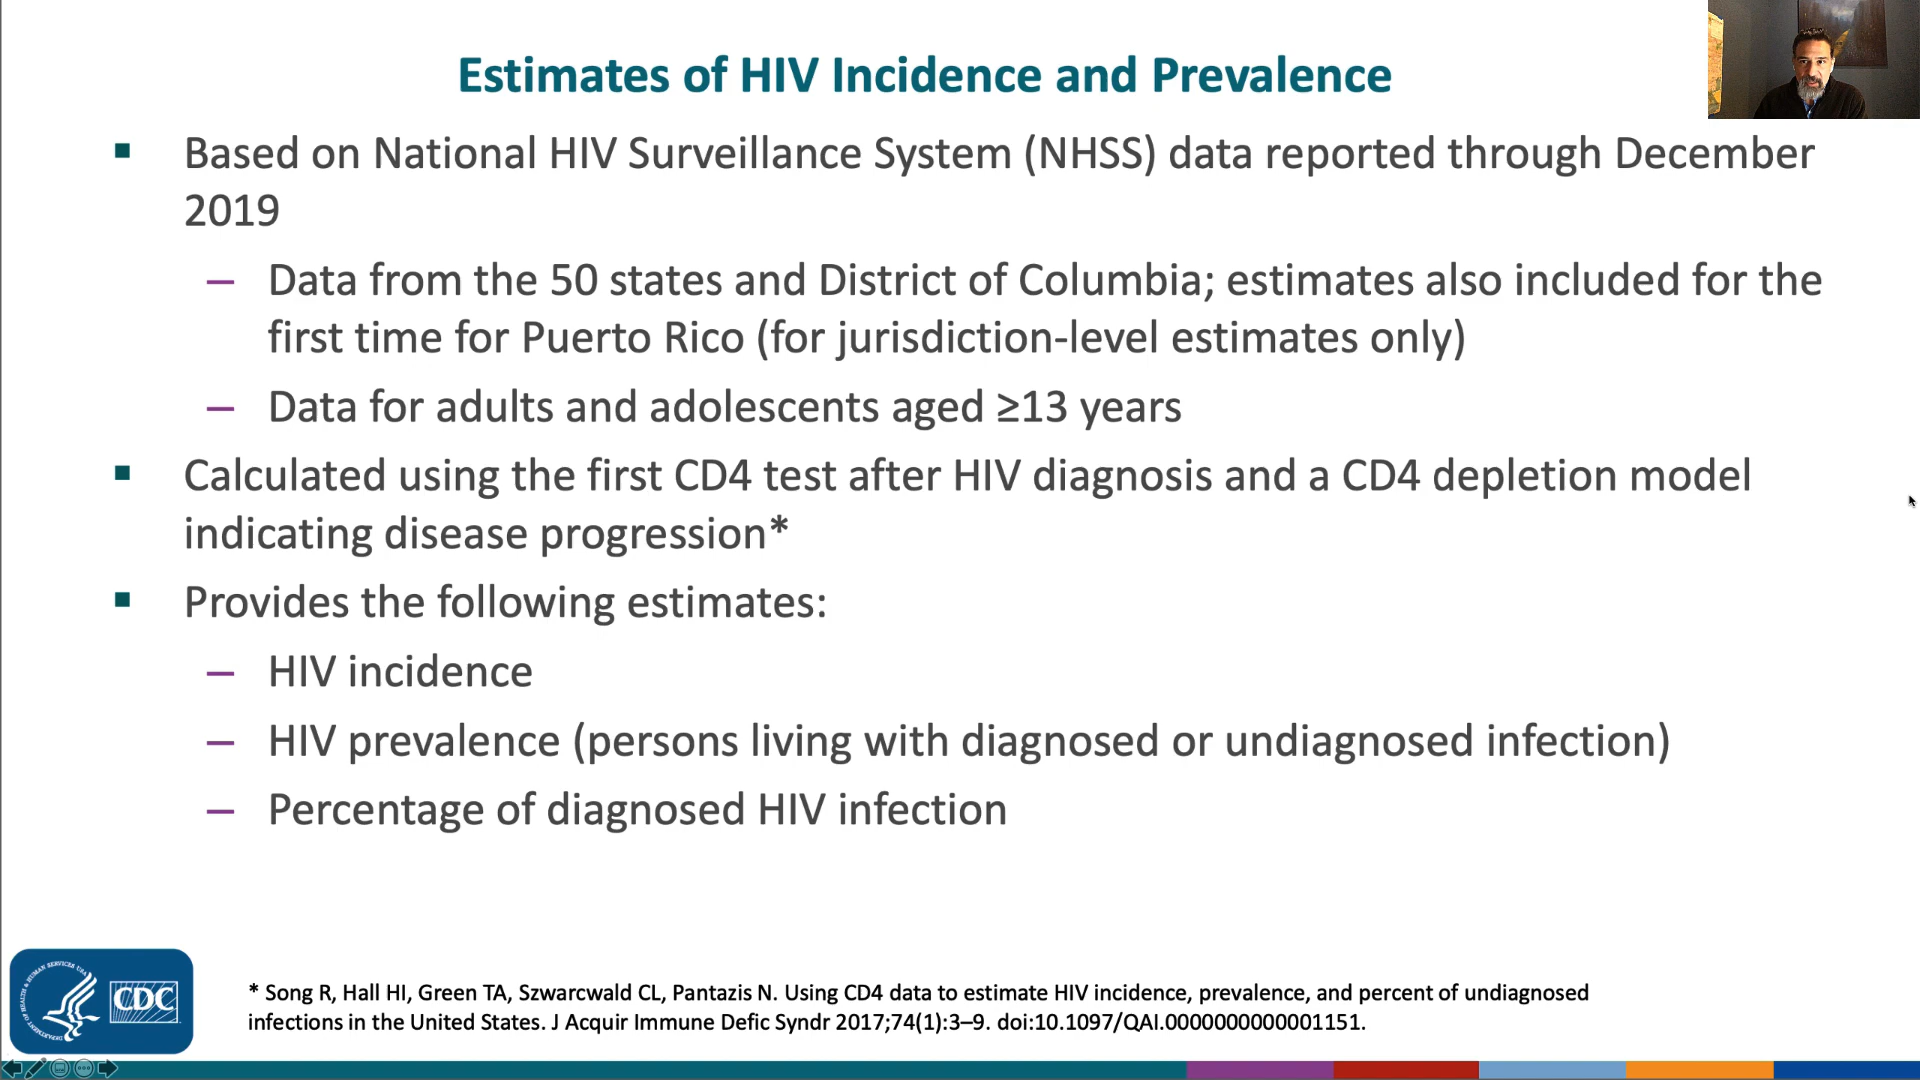 Estimates of HIV Incidence and Prevalence
▪ Based on National HIV Surveillance System (NHSS) data reported through December
2019
– Data from the 50 states and District of Columbia; estimates also included for the
first time for Puerto Rico (for jurisdiction-level estimates only)
– Data for adults and adolescents aged ≥13 years
▪ Calculated using the first CD4 test after HIV diagnosis and a CD4 depletion model
indicating disease progression*
▪ Provides the following estimates:
– HIV incidence
– HIV prevalence (persons living with diagnosed or undiagnosed infection)
– Percentage of diagnosed HIV infection
CDC
* Song R, Hall HI, Green TA, Szwarcwald CL, Pantazis N. Using CD4 data to estimate HIV incidence, prevalence, and percent of undiagnosed
infections in the United States. J Acquir Immune Defic Syndr 2017;74(1):3–9. doi:10.1097/QAI.0000000000001151.